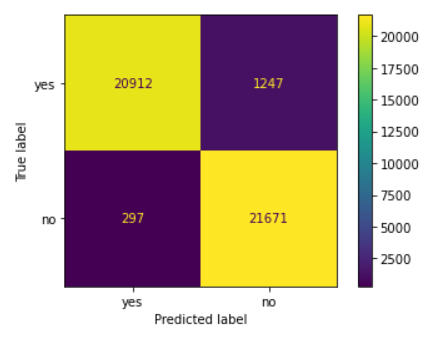 20000
17500
yes
20912
1247
15000
True label
12500
10000
7500
no
297
21671
5000
2500
yes
no
Predicted label